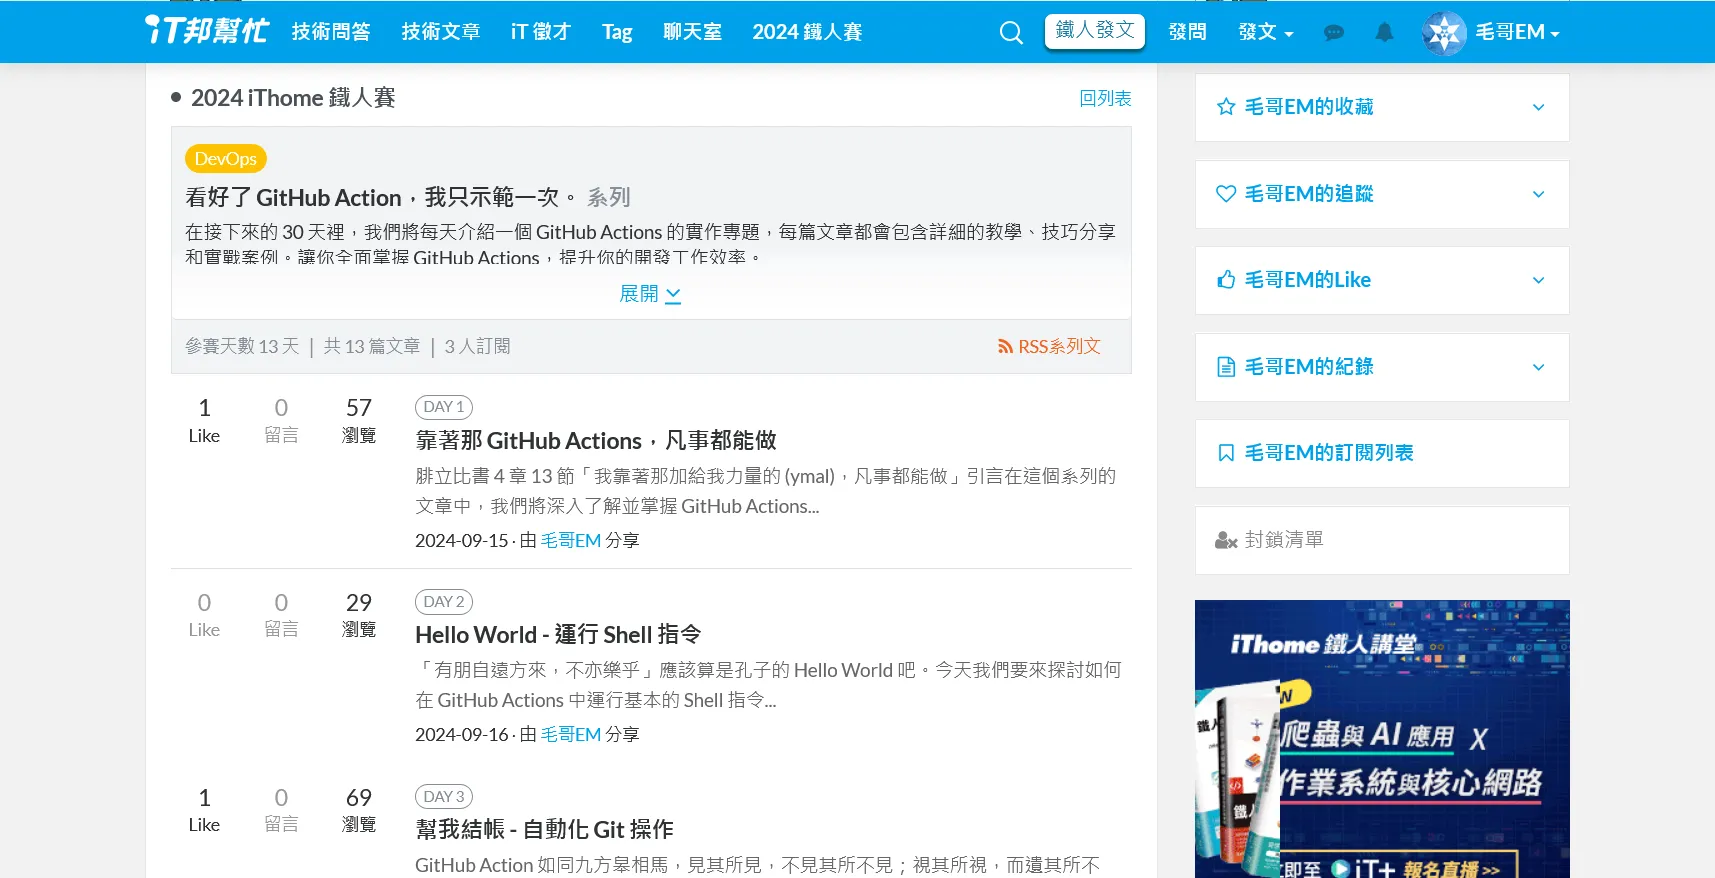 iT邦幫忙 技術問答 技術文章 iT 徵才 Tag 聊天室 2024 鐵人賽 鐵人發文 發問 發文 毛哥EM
2024 iThome 鐵人賽 回列表
DevOps
看好了 GitHub Action，我只示範一次。 系列
在接下來的 30 天裡，我們將每天介紹一個 GitHub Actions 的實作專題，每篇文章都會包含詳細的教學、技巧分享
和實戰案例。讓你全面掌握 GitHub Actions，提升你的開發工作效率。
展開
參賽天數 13 天 | 共 13 篇文章 | 3 人訂閱 RSS系列文
1 Like 0 留言 57 瀏覽
DAY 1
靠著那 GitHub Actions，凡事都能做
腓立比書 4 章 13 節「我靠著那加給我力量的 (ymal)，凡事都能做」引言在這個系列的
文章中，我們將深入了解並掌握 GitHub Actions...
2024-09-15 ‧ 由 毛哥EM 分享
0 Like 0 留言 29 瀏覽
DAY 2
Hello World - 運行 Shell 指令
「有朋自遠方來，不亦樂乎」應該算是孔子的 Hello World 吧。今天我們要來探討如何
在 GitHub Actions 中運行基本的 Shell 指令...
2024-09-16 ‧ 由 毛哥EM 分享
1 Like 0 留言 69 瀏覽
DAY 3
幫我結帳 - 自動化 Git 操作
GitHub Action 如同九方皋相馬，見其所見，不見其所不見；視其所視，而遺其所不
毛哥EM的收藏
毛哥EM的追蹤
毛哥EM的Like
毛哥EM的紀錄
毛哥EM的訂閱列表
封鎖清單
iThome 鐵人講堂
爬蟲與 AI 應用 X
作業系統與核心網路
即至 iT+ 報名直播 >>